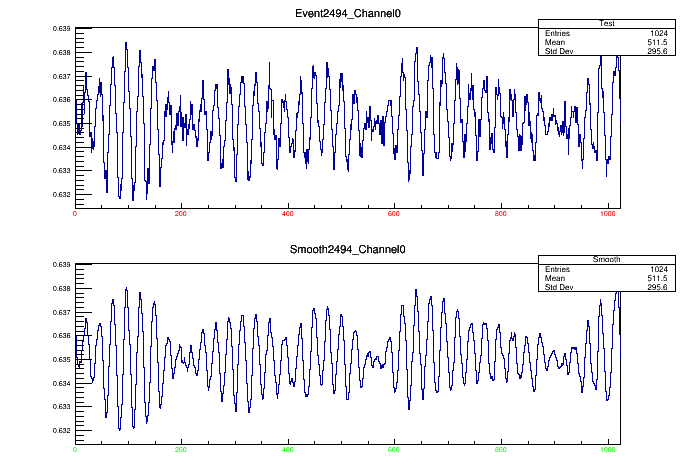 Event2494_Channel0
Test
Entries 1024
Mean 511.5
Std Dev 295.6
0.639
0.638
0.637
0.636
0.635
0.634
0.633
0.632
0 200 400 600 800 1000
Smooth2494_Channel0
Smooth
Entries 1024
Mean 511.5
Std Dev 295.6
0.639
0.638
0.637
0.636
0.635
0.634
0.633
0.632
0 200 400 600 800 1000